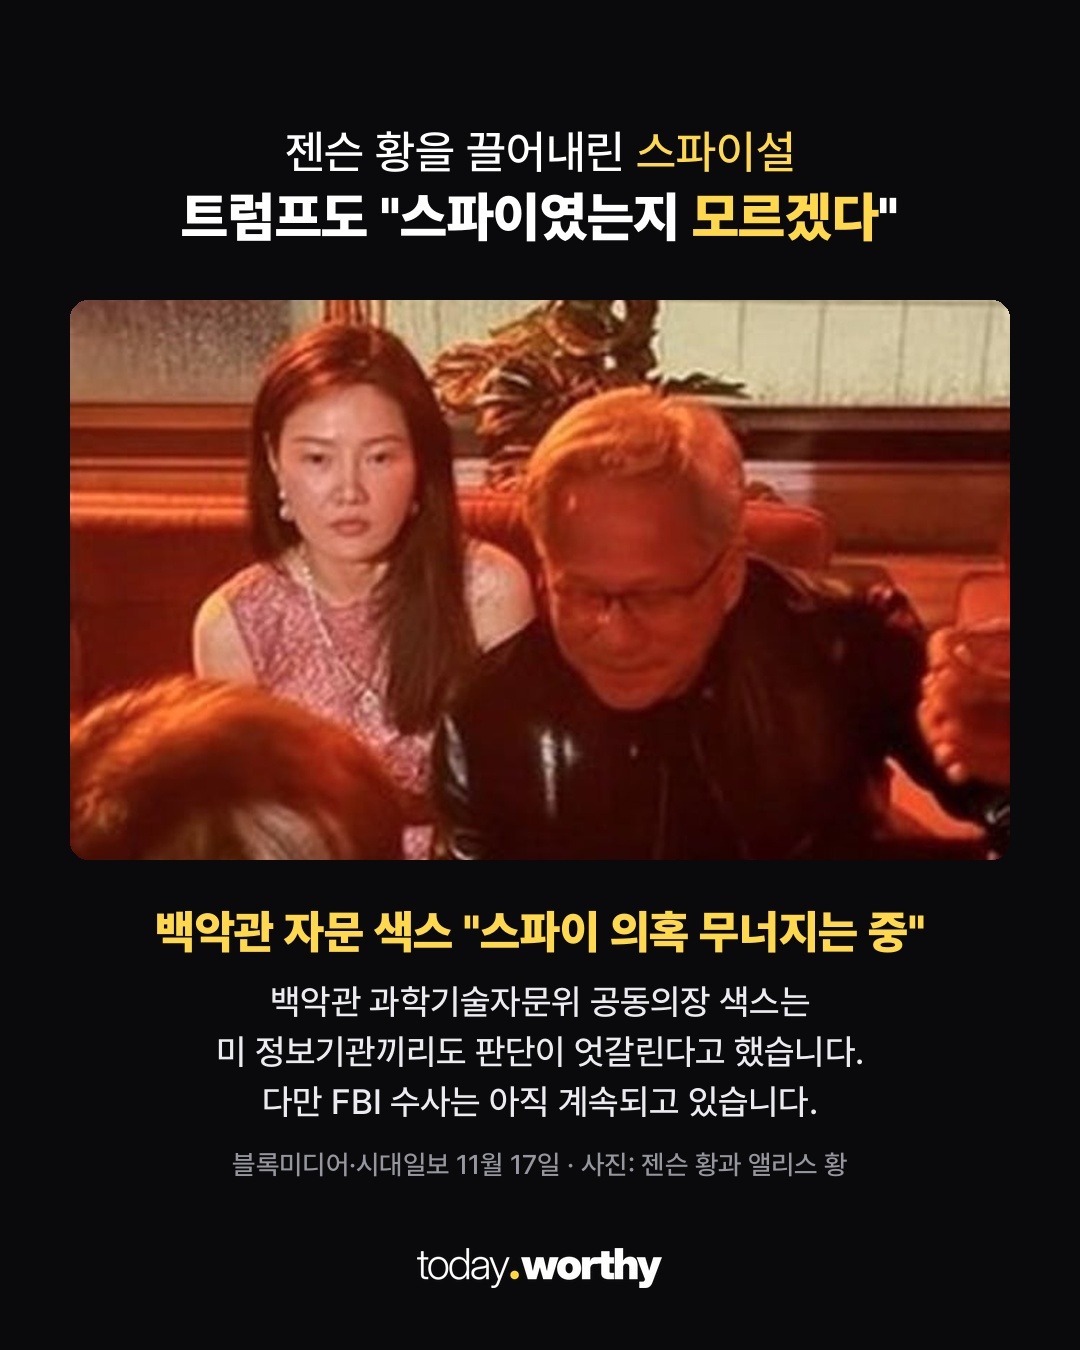 젠슨 황을 끌어내린 스파이설
트럼프도 "스파이였는지 모르겠다"
백악관 자문 색스 "스파이 의혹 무너지는 중"
백악관 과학기술자문위 공동의장 색스는
미 정보기관끼리도 판단이 엇갈린다고 했습니다.
다만 FBI 수사는 아직 계속되고 있습니다.
블록미디어·시대일보 11월 17일 · 사진: 젠슨 황과 앨리스 황
today.worthy